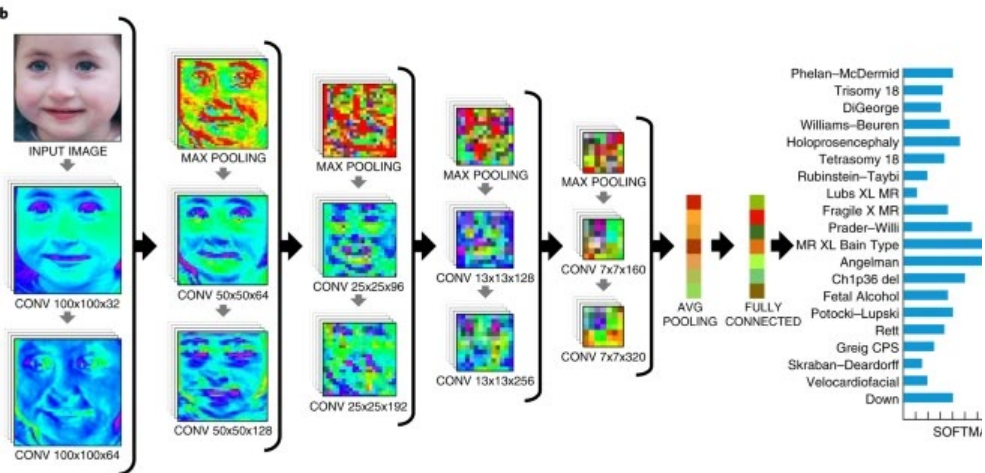 b
INPUT IMAGE
CONV 100x100x32
CONV 100x100x64
MAX POOLING
CONV 50x50x64
CONV 50x50x128
MAX POOLING
CONV 25x25x96
CONV 25x25x192
MAX POOLING
CONV 13x13x128
CONV 13x13x256
MAX POOLING
CONV 7x7x160
CONV 7x7x320
AVG
POOLING
FULLY
CONNECTED
Phelan–McDermid
Trisomy 18
DiGeorge
Williams–Beuren
Holoprosencephaly
Tetrasomy 18
Rubinstein–Taybi
Lubs XL MR
Fragile X MR
Prader–Willi
MR XL Bain Type
Angelman
Ch1p36 del
Fetal Alcohol
Potocki–Lupski
Rett
Greig CPS
Skraban–Deardorff
Velocardiofacial
Down
SOFTMA